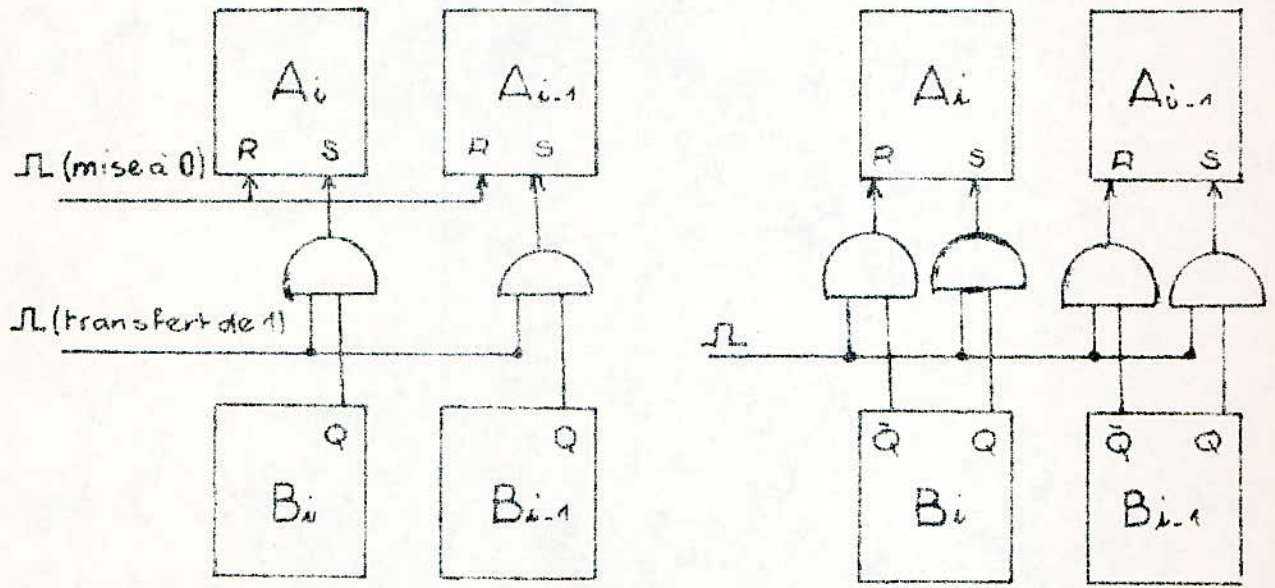 Ai Ai-1 Ai Ai-1
R S R S R S R S
(mise à 0)
(transfert de 1)
Q Q Q̄ Q Q̄ Q
Bi Bi-1 Bi Bi-1